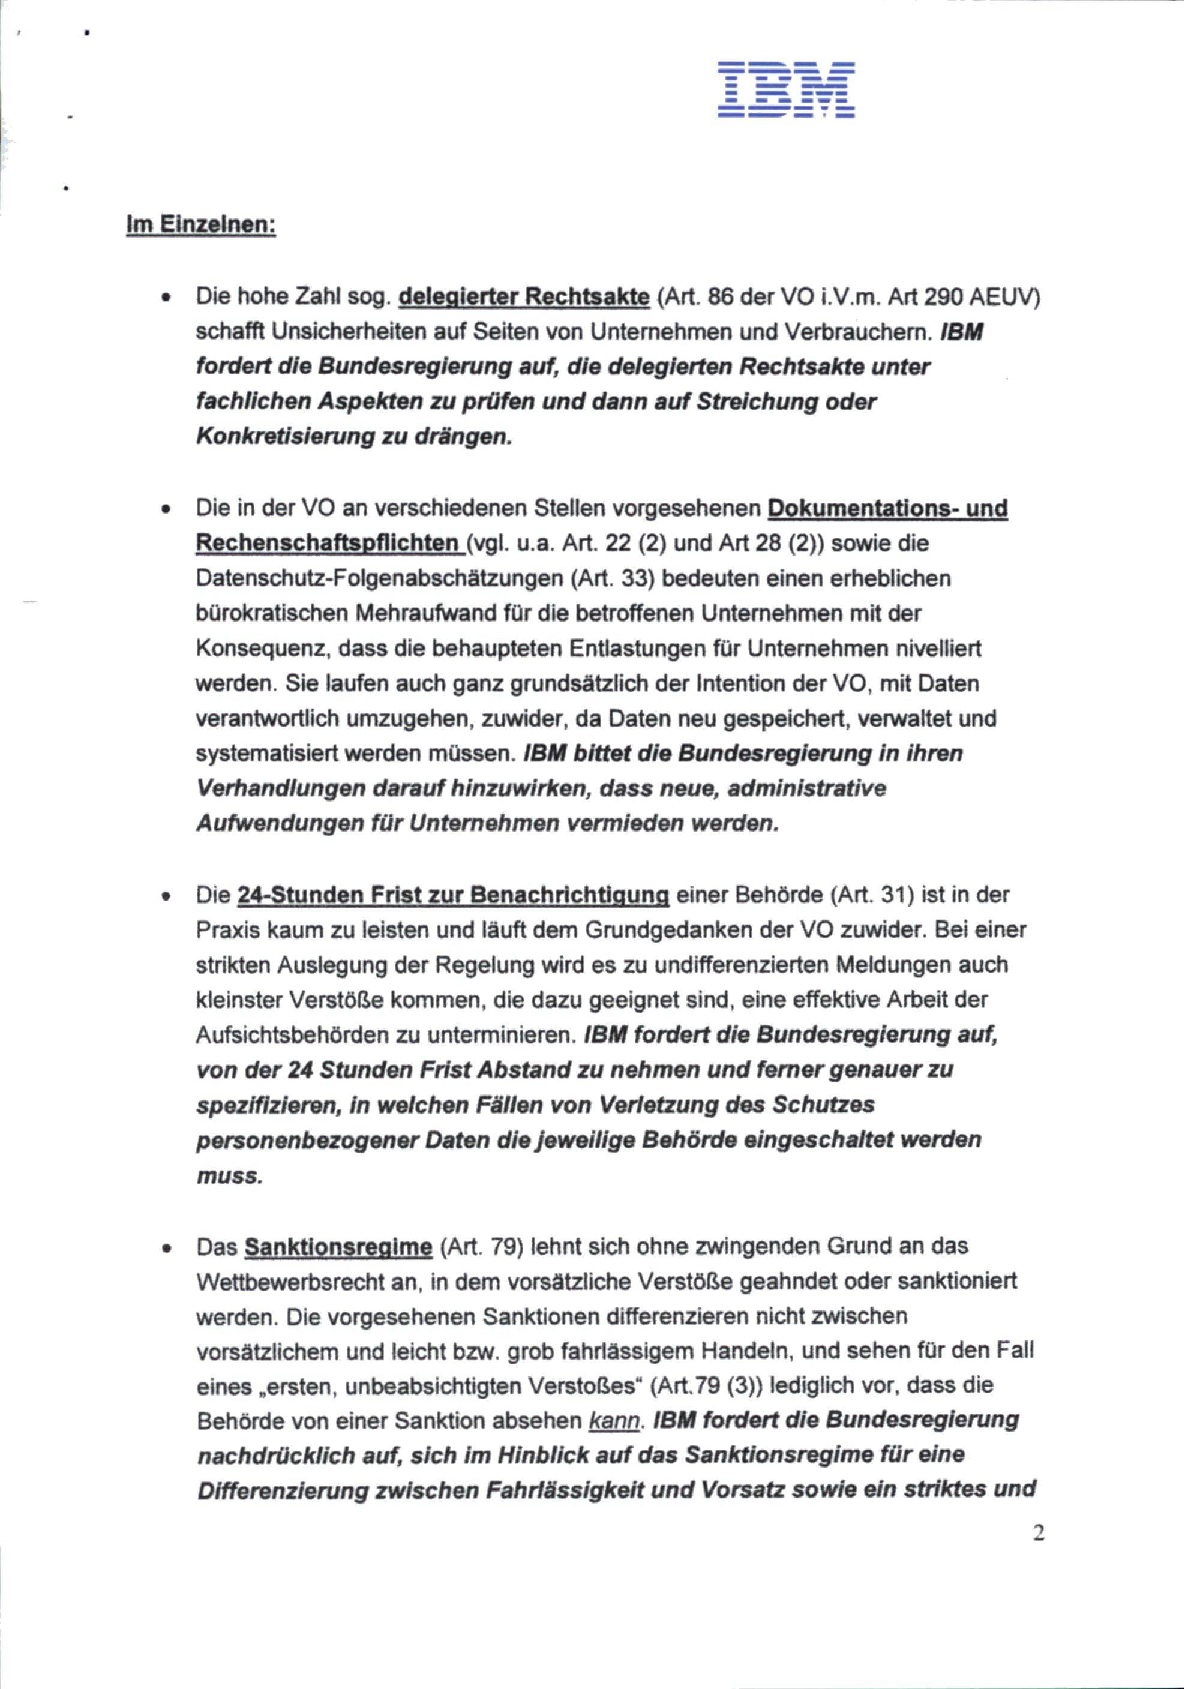 IBM
Im Einzelnen:
• Die hohe Zahl sog. delegierter Rechtsakte (Art. 86 der VO i.V.m. Art 290 AEUV)
schafft Unsicherheiten auf Seiten von Unternehmen und Verbrauchern. IBM
fordert die Bundesregierung auf, die delegierten Rechtsakte unter
fachlichen Aspekten zu prüfen und dann auf Streichung oder
Konkretisierung zu drängen.
• Die in der VO an verschiedenen Stellen vorgesehenen Dokumentations- und
Rechenschaftspflichten (vgl. u.a. Art. 22 (2) und Art 28 (2)) sowie die
Datenschutz-Folgenabschätzungen (Art. 33) bedeuten einen erheblichen
bürokratischen Mehraufwand für die betroffenen Unternehmen mit der
Konsequenz, dass die behaupteten Entlastungen für Unternehmen nivelliert
werden. Sie laufen auch ganz grundsätzlich der Intention der VO, mit Daten
verantwortlich umzugehen, zuwider, da Daten neu gespeichert, verwaltet und
systematisiert werden müssen. IBM bittet die Bundesregierung in ihren
Verhandlungen darauf hinzuwirken, dass neue, administrative
Aufwendungen für Unternehmen vermieden werden.
• Die 24-Stunden Frist zur Benachrichtigung einer Behörde (Art. 31) ist in der
Praxis kaum zu leisten und läuft dem Grundgedanken der VO zuwider. Bei einer
strikten Auslegung der Regelung wird es zu undifferenzierten Meldungen auch
kleinster Verstöße kommen, die dazu geeignet sind, eine effektive Arbeit der
Aufsichtsbehörden zu unterminieren. IBM fordert die Bundesregierung auf,
von der 24 Stunden Frist Abstand zu nehmen und ferner genauer zu
spezifizieren, in welchen Fällen von Verletzung des Schutzes
personenbezogener Daten die jeweilige Behörde eingeschaltet werden
muss.
• Das Sanktionsregime (Art. 79) lehnt sich ohne zwingenden Grund an das
Wettbewerbsrecht an, in dem vorsätzliche Verstöße geahndet oder sanktioniert
werden. Die vorgesehenen Sanktionen differenzieren nicht zwischen
vorsätzlichem und leicht bzw. grob fahrlässigem Handeln, und sehen für den Fall
eines „ersten, unbeabsichtigten Verstoßes“ (Art.79 (3)) lediglich vor, dass die
Behörde von einer Sanktion absehen kann. IBM fordert die Bundesregierung
nachdrücklich auf, sich im Hinblick auf das Sanktionsregime für eine
Differenzierung zwischen Fahrlässigkeit und Vorsatz sowie ein striktes und
2